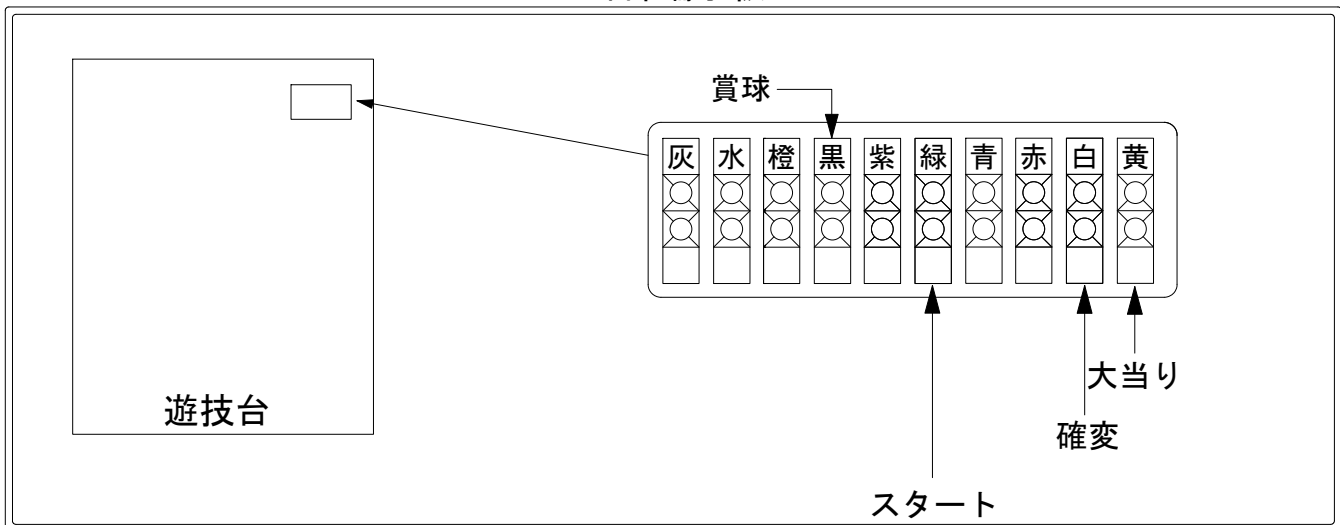 賞球
灰 水 橙 黒 紫 緑 青 赤 白 黄
大当り
遊技台
確変
スタート